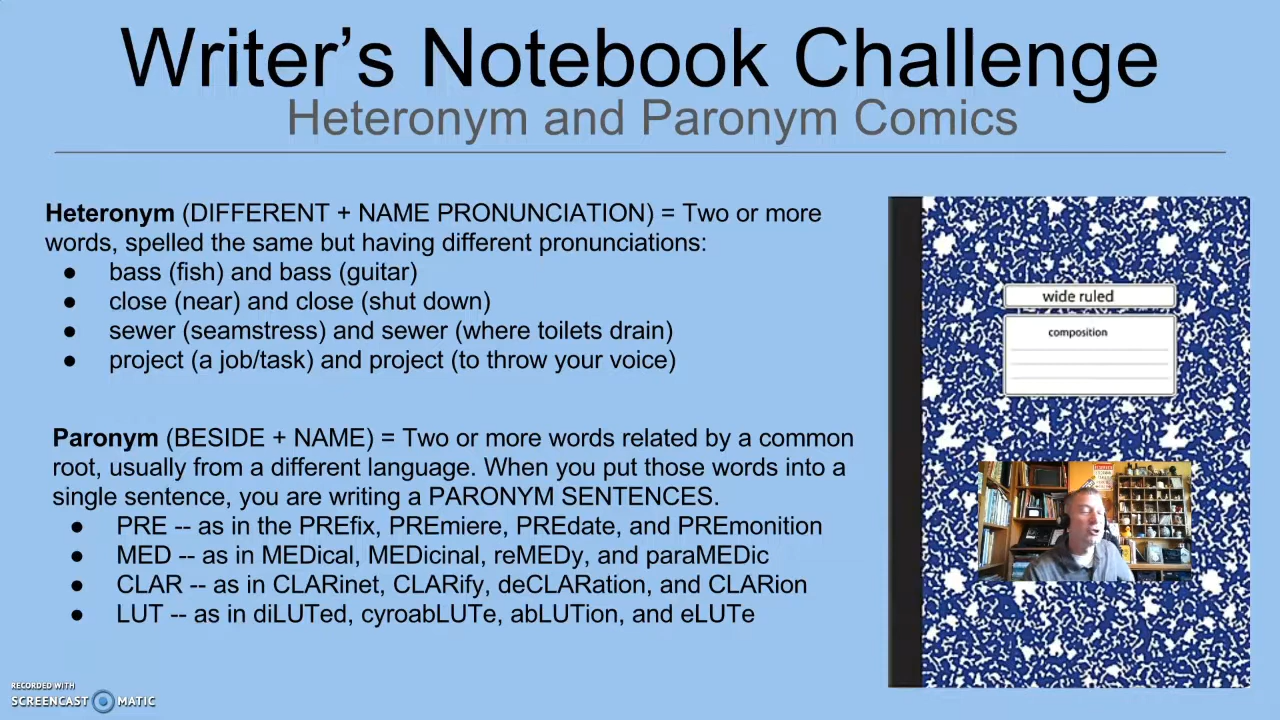 Writer's Notebook Challenge
Heteronym and Paronym Comics
Heteronym (DIFFERENT + NAME PRONUNCIATION) = Two or more
words, spelled the same but having different pronunciations:
● bass (fish) and bass (guitar)
● close (near) and close (shut down)
● sewer (seamstress) and sewer (where toilets drain)
● project (a job/task) and project (to throw your voice)
Paronym (BESIDE + NAME) = Two or more words related by a common
root, usually from a different language. When you put those words into a
single sentence, you are writing a PARONYM SENTENCES.
● PRE -- as in the PREfix, PREmiere, PREdate, and PREmonition
● MED -- as in MEDical, MEDicinal, reMEDy, and paraMEDic
● CLAR -- as in CLARinet, CLARify, deCLARation, and CLARion
● LUT -- as in diLUTed, cyroabLUTe, abLUTion, and eLUTe
wide ruled
composition
RECORDED WITH
SCREENCAST MATIC